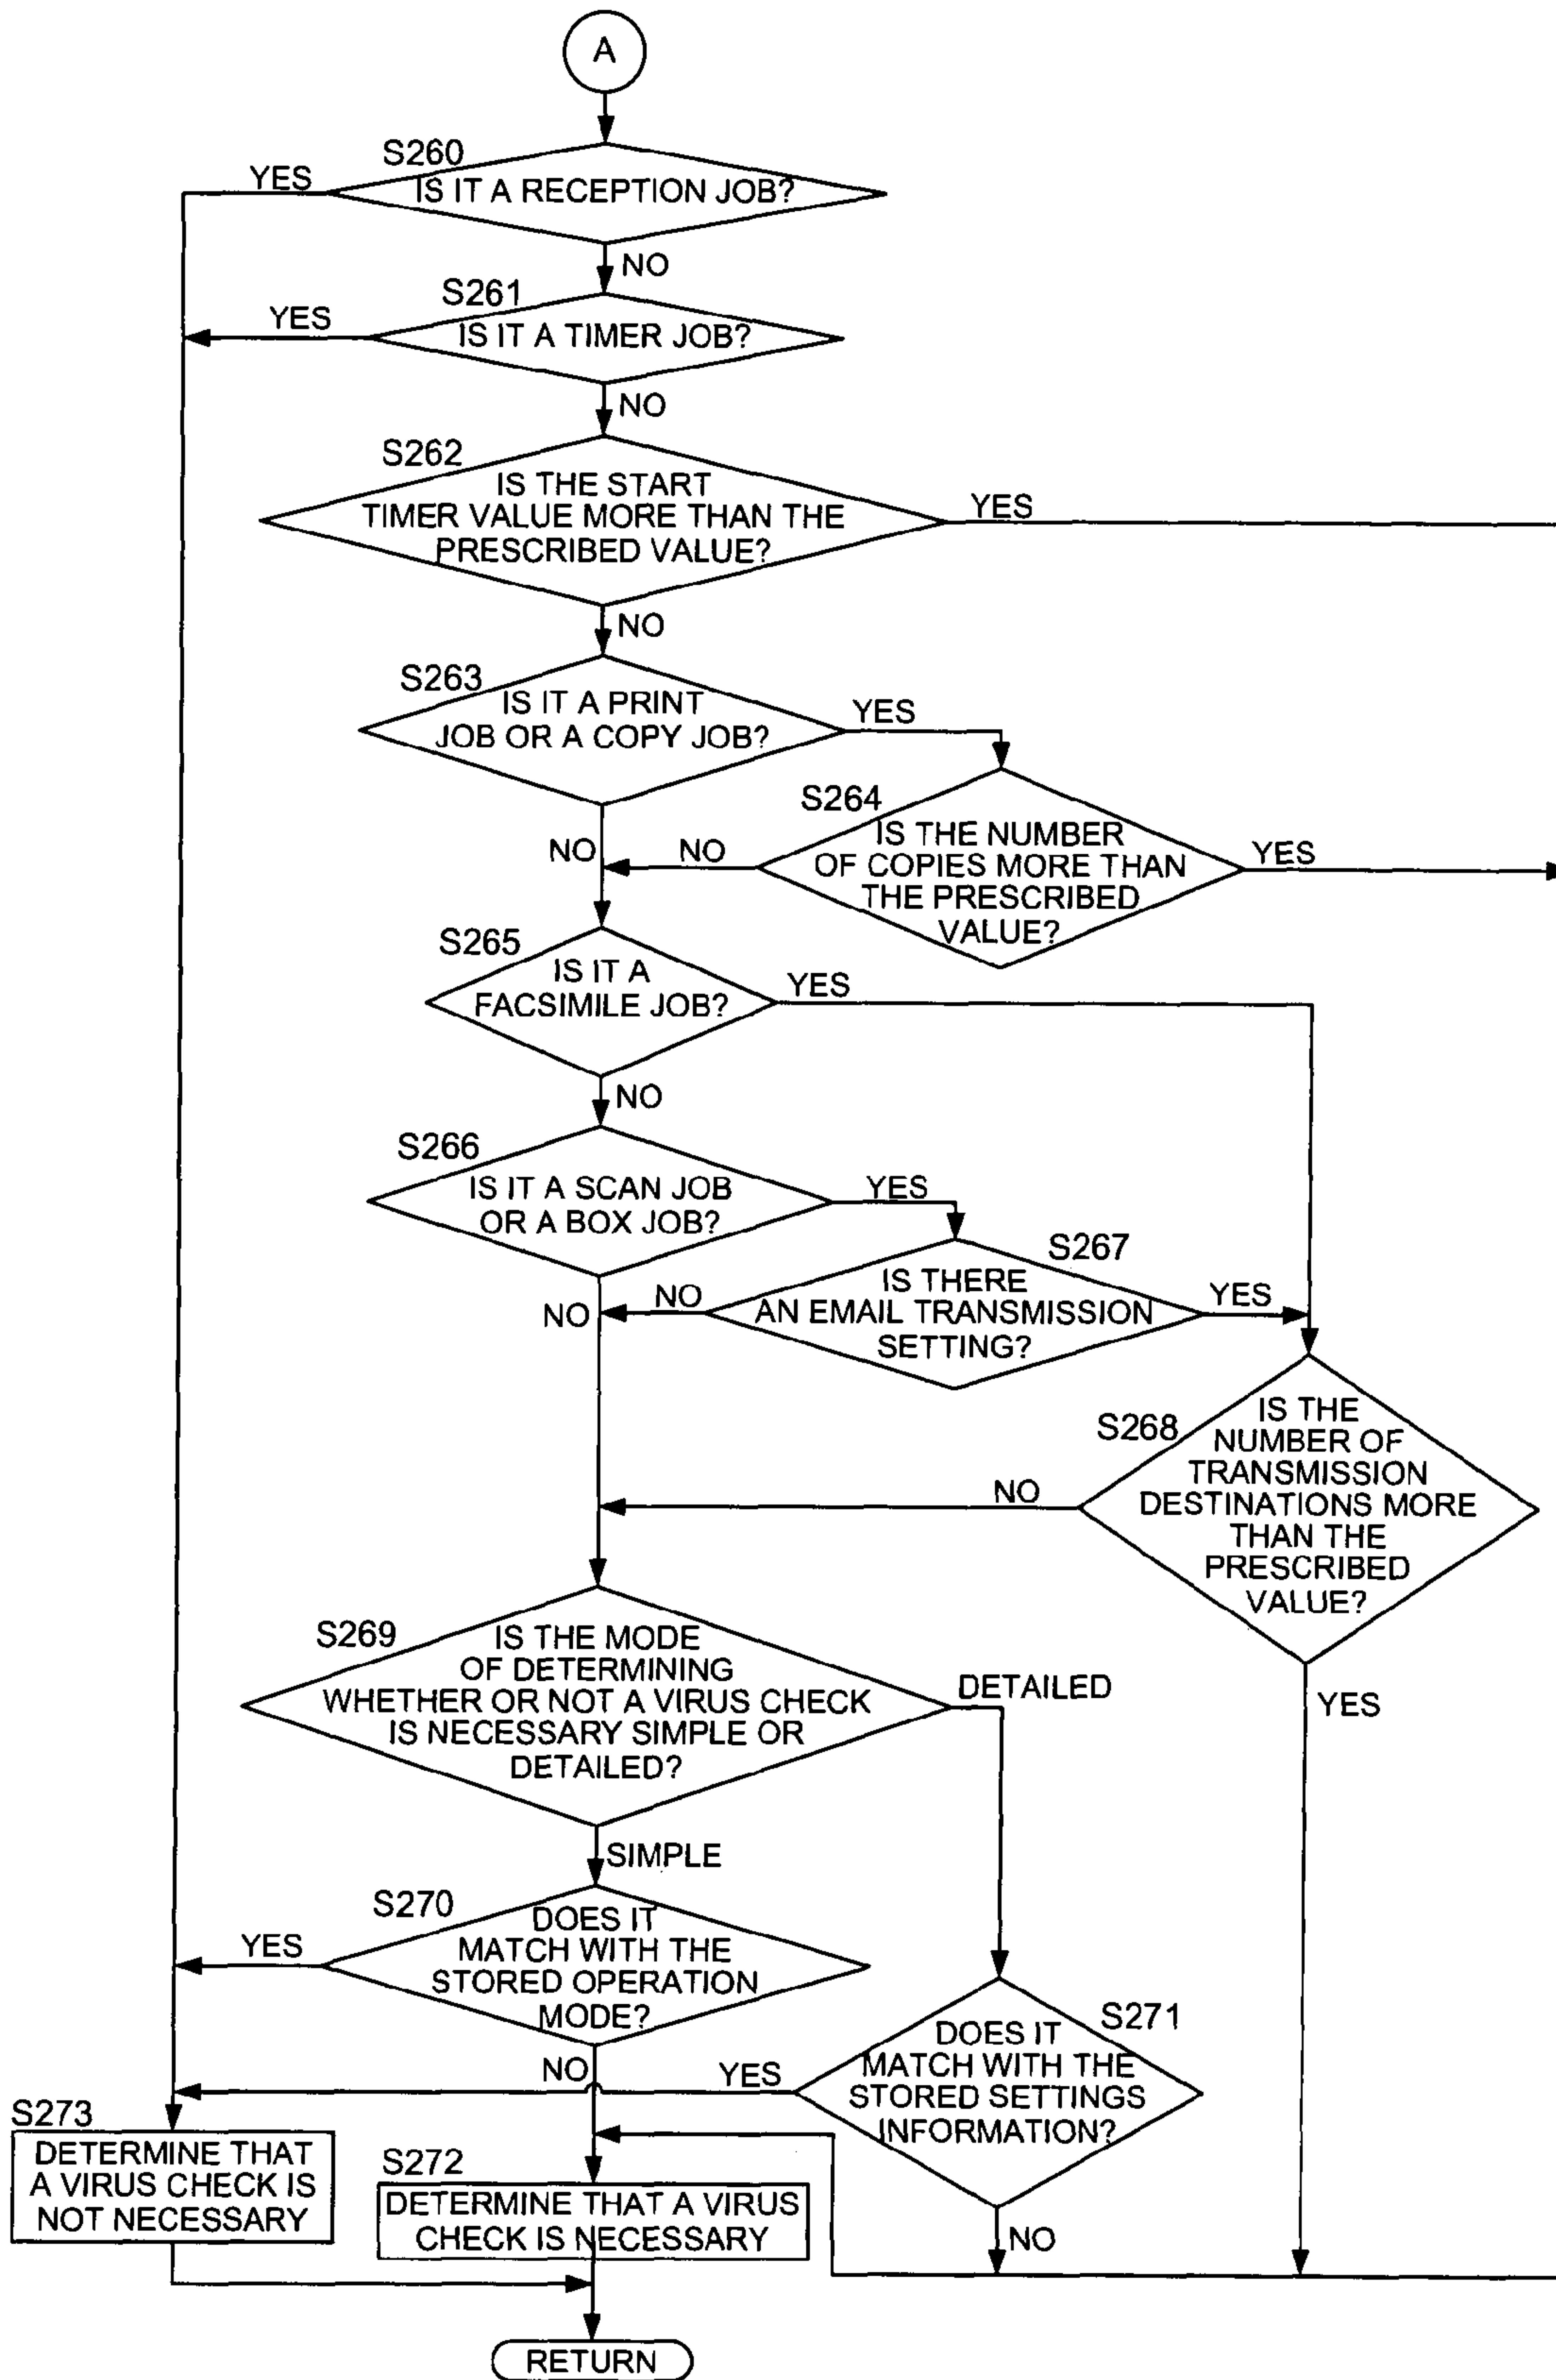 A
S260
YES
IS IT A RECEPTION JOB?
NO
S261
YES
IS IT A TIMER JOB?
NO
S262
IS THE START
TIMER VALUE MORE THAN THE
PRESCRIBED VALUE?
YES
NO
S263
IS IT A PRINT
JOB OR A COPY JOB?
YES
S264
IS THE NUMBER
OF COPIES MORE THAN
THE PRESCRIBED
VALUE?
NO
NO
YES
S265
IS IT A
FACSIMILE JOB?
YES
NO
S266
IS IT A SCAN JOB
OR A BOX JOB?
YES
S267
IS THERE
AN EMAIL TRANSMISSION
SETTING?
NO
NO
YES
S268
IS THE
NUMBER OF
TRANSMISSION
DESTINATIONS MORE
THAN THE
PRESCRIBED
VALUE?
NO
YES
S269
IS THE MODE
OF DETERMINING
WHETHER OR NOT A VIRUS CHECK
IS NECESSARY SIMPLE OR
DETAILED?
DETAILED
SIMPLE
S270
DOES IT
MATCH WITH THE
STORED OPERATION
MODE?
YES
NO
S271
DOES IT
MATCH WITH THE
STORED SETTINGS
INFORMATION?
YES
NO
S273
DETERMINE THAT
A VIRUS CHECK IS
NOT NECESSARY
S272
DETERMINE THAT A VIRUS
CHECK IS NECESSARY
RETURN